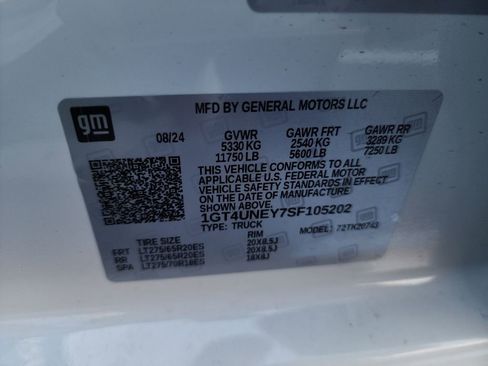 gm
MFD BY GENERAL MOTORS LLC
08/24 GVWR GAWR FRT GAWR RR
5330 KG 2540 KG 3289 KG
11750 LB 5600 LB 7250 LB
THIS VEHICLE CONFORMS TO ALL
APPLICABLE U.S. FEDERAL MOTOR
VEHICLE SAFETY STANDARDS IN
EFFECT ON THE DATE OF MANUFACTURE
SHOWN ABOVE.
1GT4UNEY7SF105202
TYPE: TRUCK MODEL: 72TK20743
TIRE SIZE RIM
FRT LT275/65R20ES 20X8.5J
RR LT275/65R20ES 20X8.5J
SPA LT275/70R18ES 18X8J